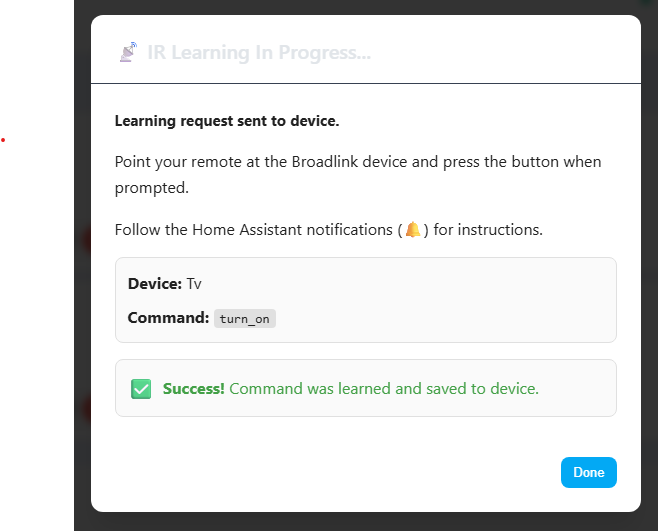 📡 IR Learning In Progress...
Learning request sent to device.
Point your remote at the Broadlink device and press the button when
prompted.
Follow the Home Assistant notifications (🔔) for instructions.
Device: Tv
Command: turn_on
✅ Success! Command was learned and saved to device.
Done